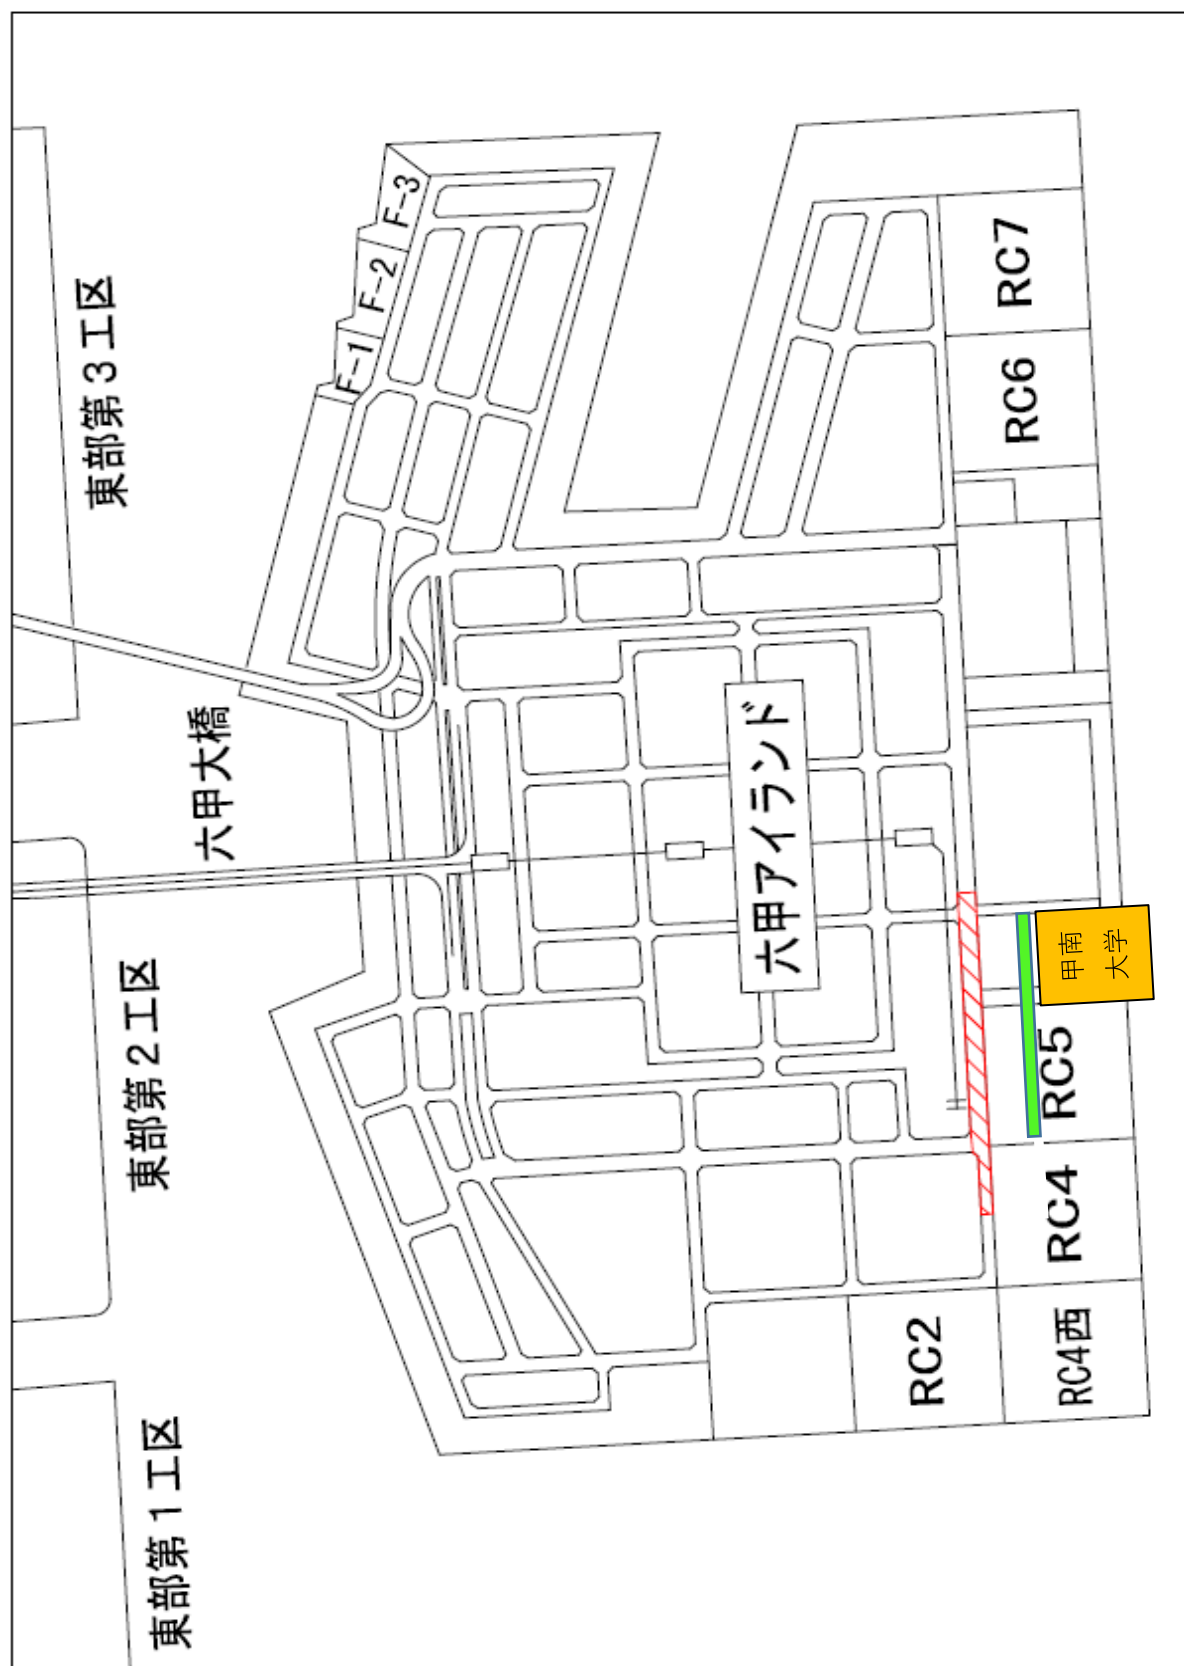 東部第1工区
東部第2工区
東部第3工区
六甲大橋
F-1
F-2
F-3
六甲アイランド
RC2
RC4西
RC4
RC5
甲南
大学
RC6
RC7